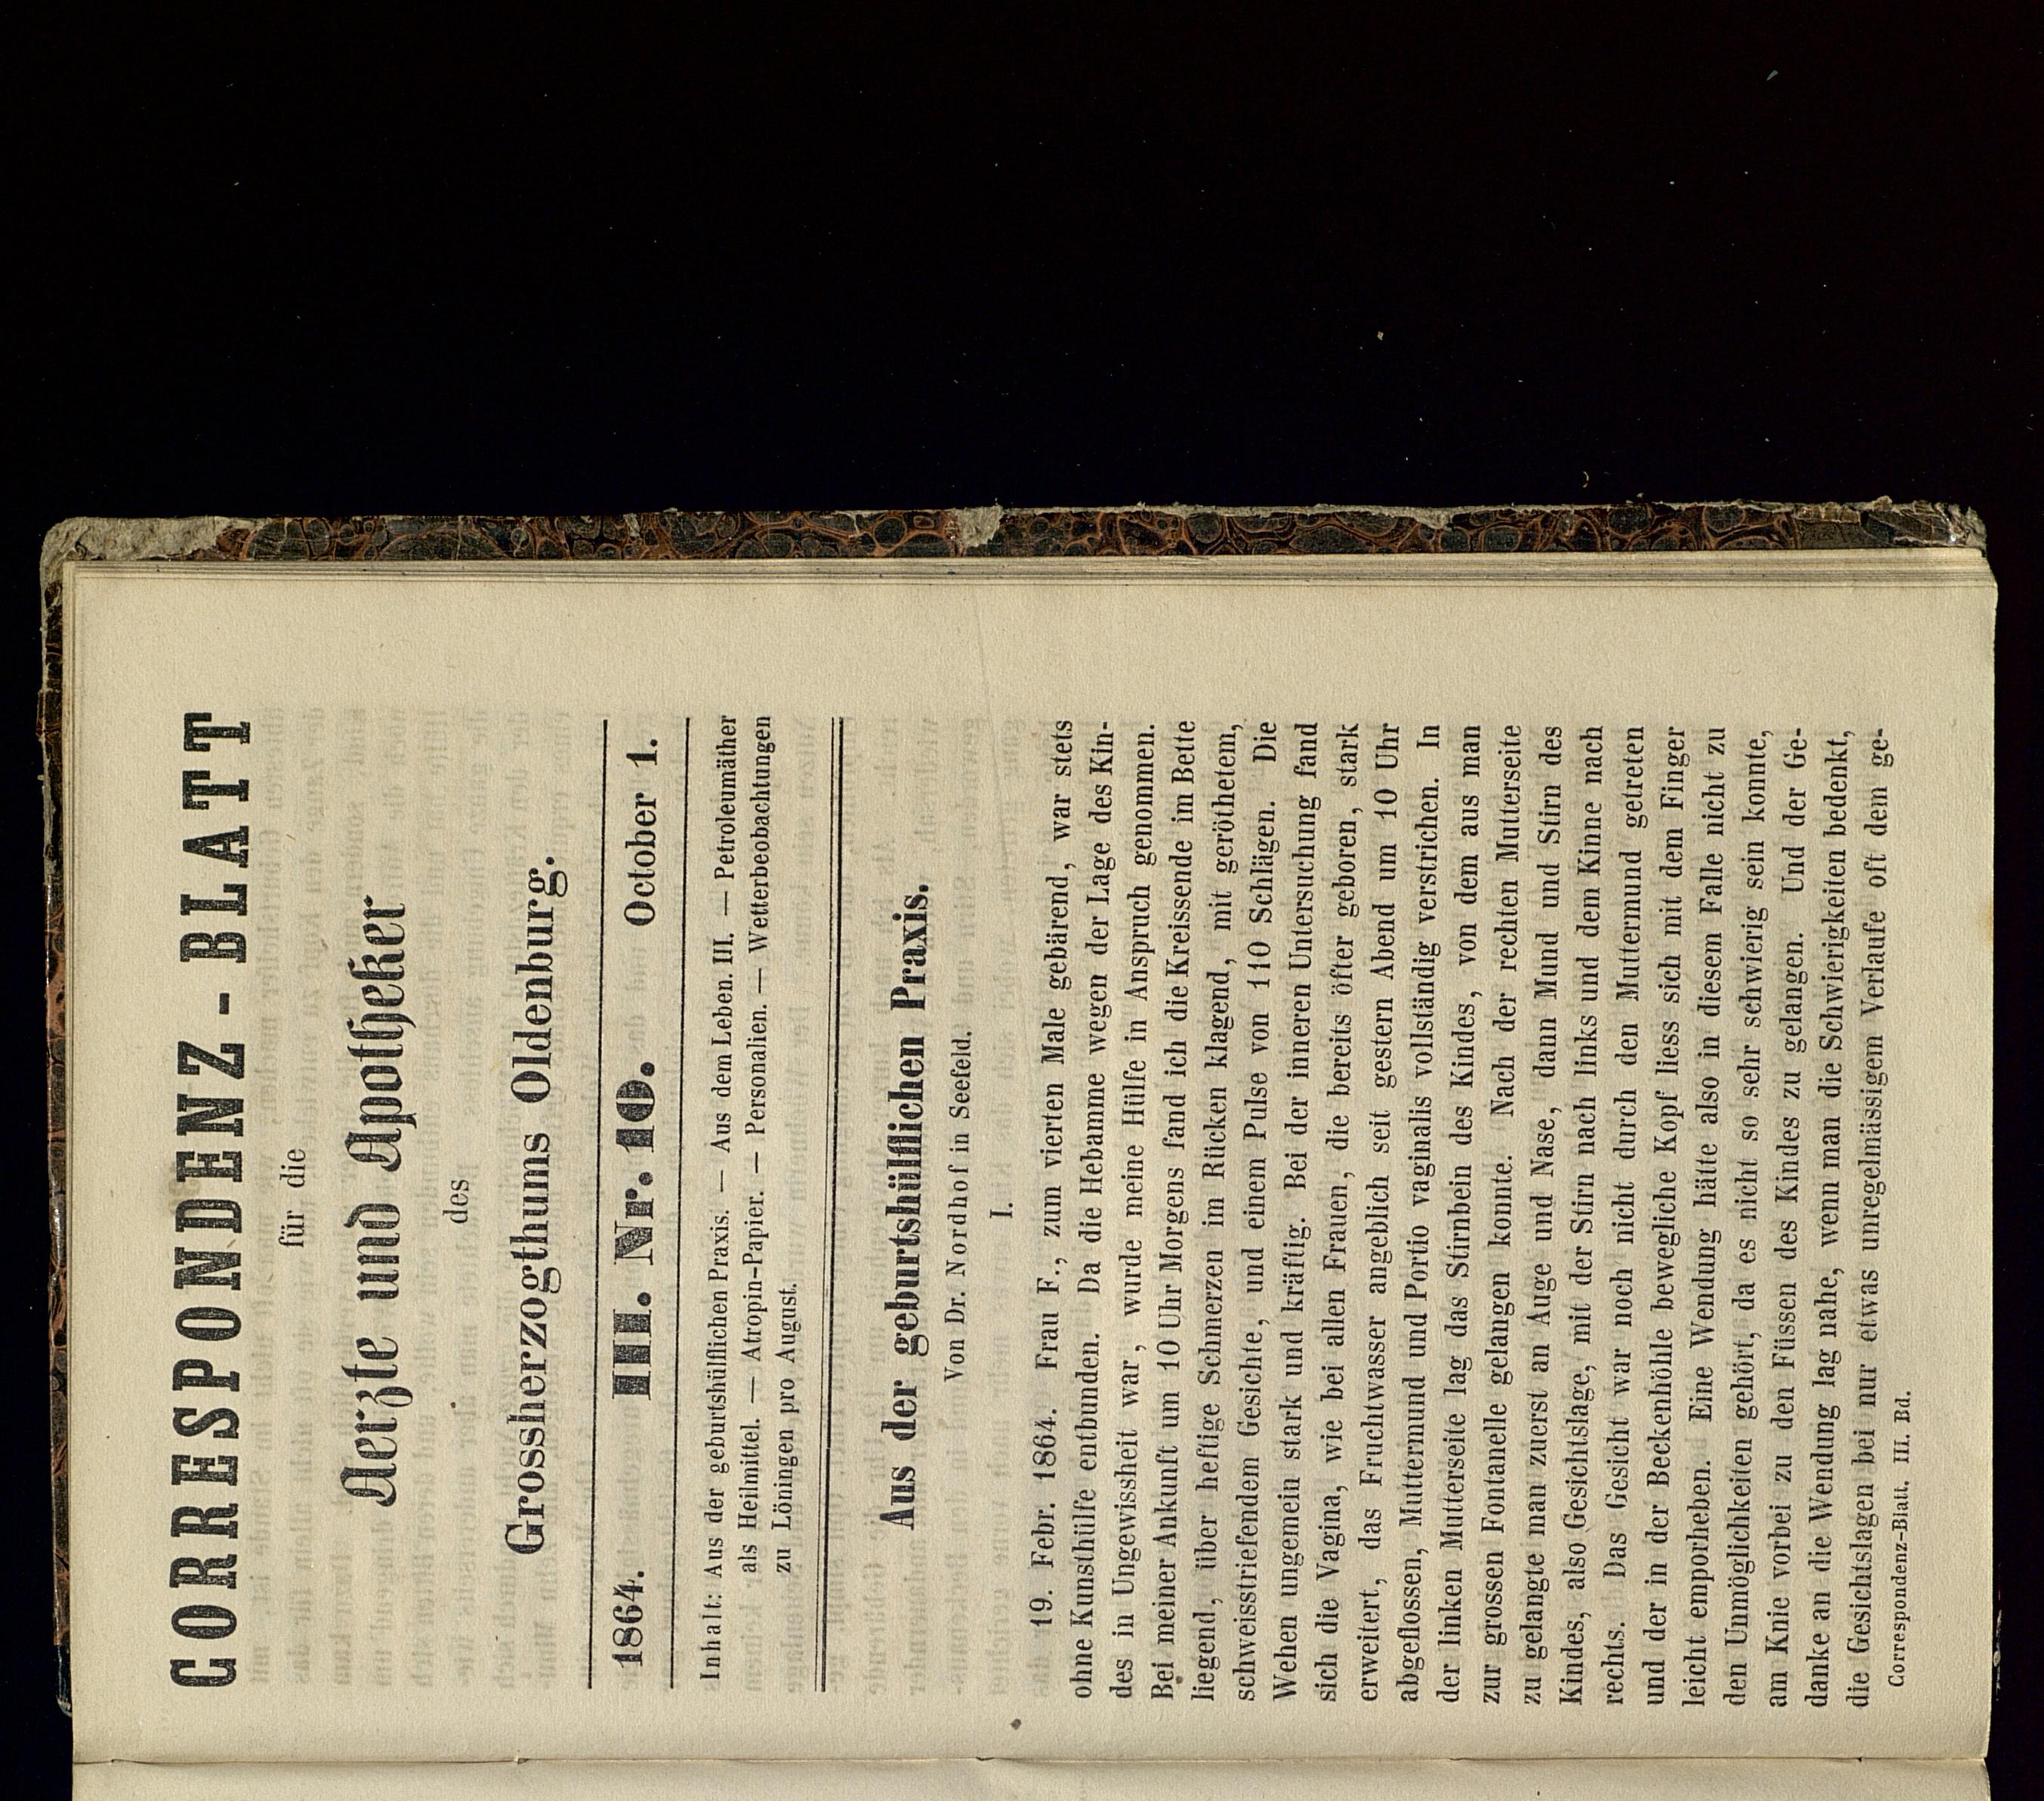 CORRESPONDENZ-BLATT
für die
Aerzte und Apotheker
des
Grossherzogthums Oldenburg.
1864. III. Nr. 10. October 1.
Inhalt: Aus der geburtshülflichen Praxis. — Aus dem Leben. III. — Petroleumäther
als Heilmittel. — Atropin-Papier. — Personalien. — Wetterbeobachtungen
zu Löningen pro August.
Aus der geburtshülflichen Praxis.
Von Dr. Nordhof in Seefeld.
I.
19. Febr. 1864. Frau F., zum vierten Male gebärend, war stets
ohne Kunsthülfe entbunden. Da die Hebamme wegen der Lage des Kin-
des in Ungewissheit war, wurde meine Hülfe in Anspruch genommen.
Bei meiner Ankunft um 10 Uhr Morgens fand ich die Kreissende im Bette
liegend, über heftige Schmerzen im Rücken klagend, mit geröthetem,
schweisstriefendem Gesichte, und einem Pulse von 110 Schlägen. Die
Wehen ungemein stark und kräftig. Bei der inneren Untersuchung fand
sich die Vagina, wie bei allen Frauen, die bereits öfter geboren, stark
erweitert, das Fruchtwasser angeblich seit gestern Abend um 10 Uhr
abgeflossen, Muttermund und Portio vaginalis vollständig verstrichen. In
der linken Mutterseite lag das Stirnbein des Kindes, von dem aus man
zur grossen Fontanelle gelangen konnte. Nach der rechten Mutterseite
zu gelangte man zuerst an Auge und Nase, dann Mund und Stirn des
Kindes, also Gesichtslage, mit der Stirn nach links und dem Kinne nach
rechts. Das Gesicht war noch nicht durch den Muttermund getreten
und der in der Beckenhöhle bewegliche Kopf liess sich mit dem Finger
leicht emporheben. Eine Wendung hätte also in diesem Falle nicht zu
den Unmöglichkeiten gehört, da es nicht so sehr schwierig sein konnte,
am Knie vorbei zu den Füssen des Kindes zu gelangen. Und der Ge-
danke an die Wendung lag nahe, wenn man die Schwierigkeiten bedenkt,
die Gesichtslagen bei nur etwas unregelmässigem Verlaufe oft dem ge-
Correspondenz-Blatt. III. Bd.